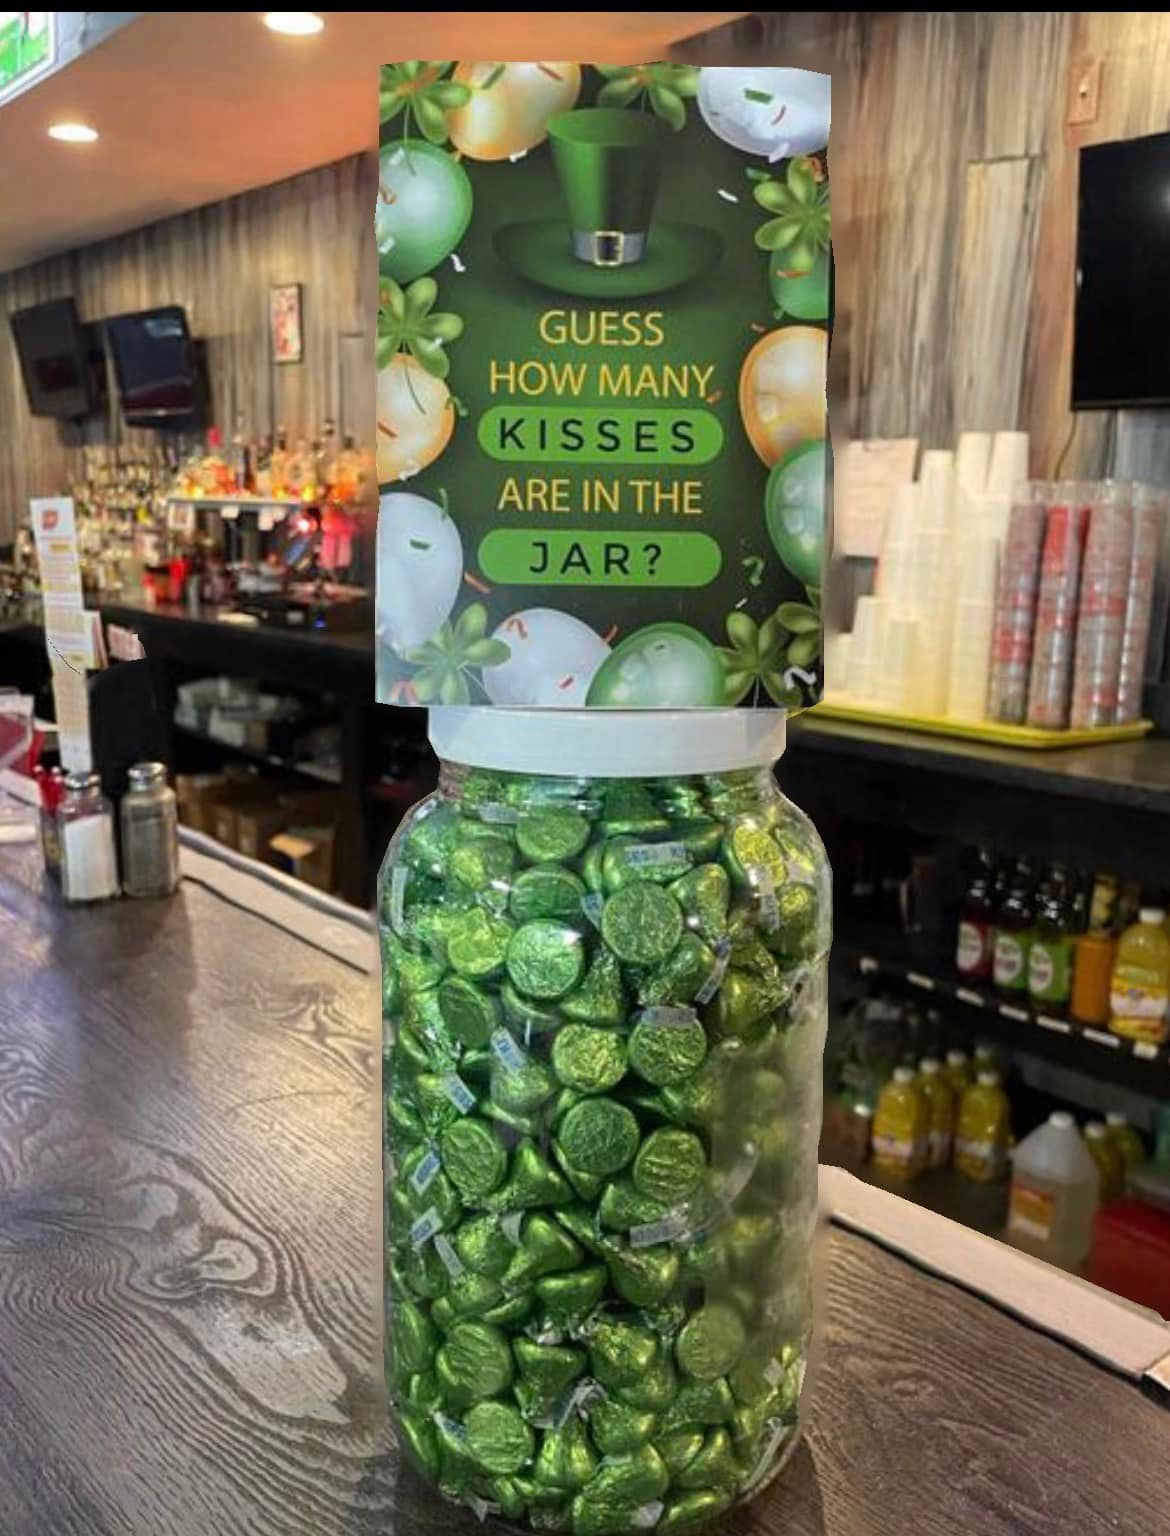 GUESS
HOW MANY
KISSES
ARE IN THE
JAR?